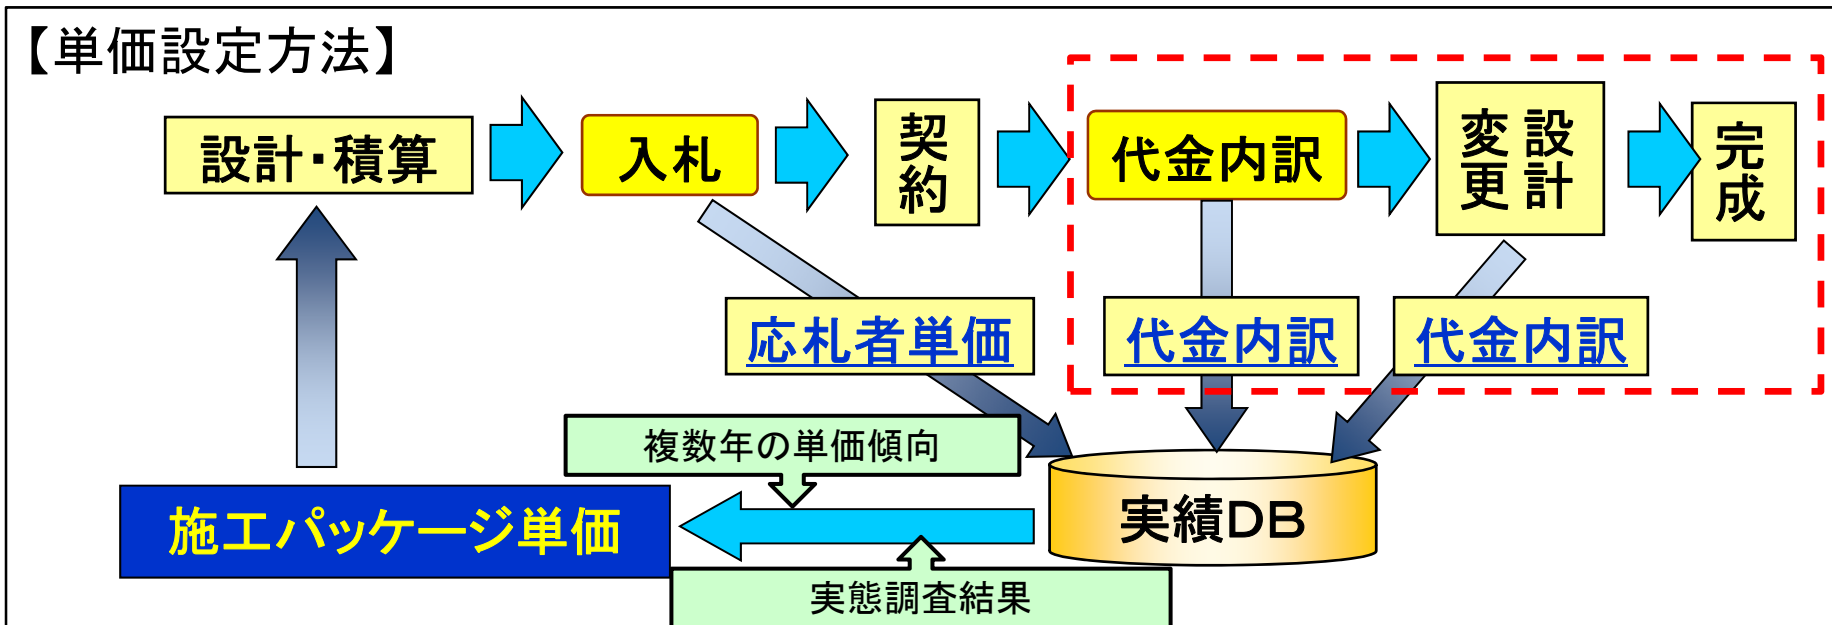 【単価設定方法】
設計・積算
入札
契約
代金内訳
変更
設計
完成
応札者単価
代金内訳
代金内訳
複数年の単価傾向
施工パッケージ単価
実績DB
実態調査結果